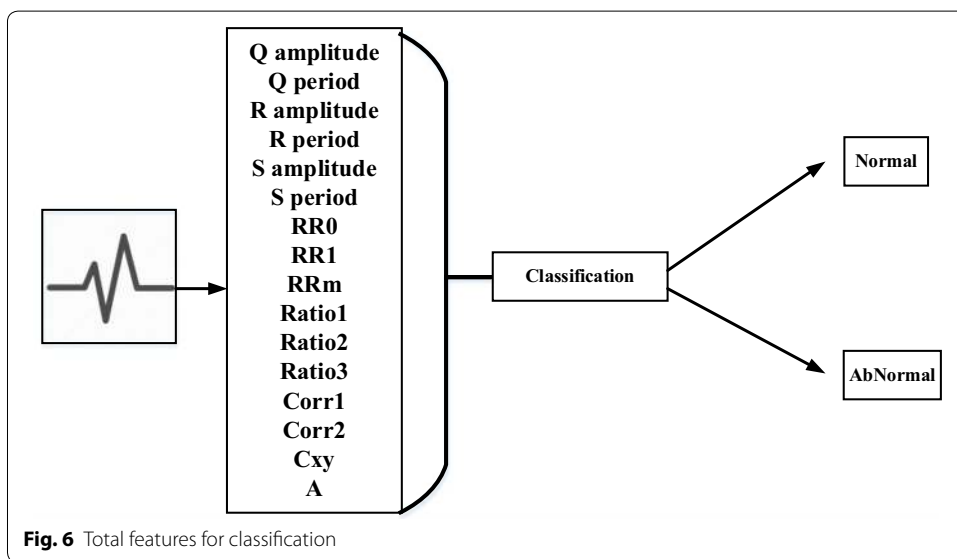 Q amplitude
Q period
R amplitude
R period
S amplitude
S period
RR0
RR1
RRm
Ratio1
Ratio2
Ratio3
Corr1
Corr2
Cxy
A
Classification
Normal
AbNormal
Fig. 6 Total features for classification